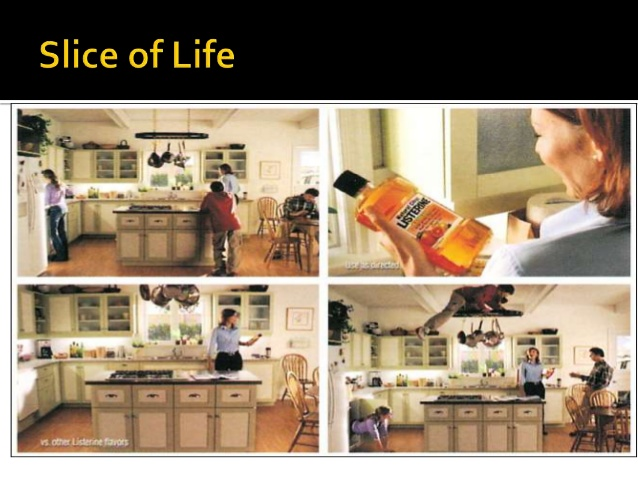 Slice of Life
LISTERINE
use as directed
vs. other Listerine flavors